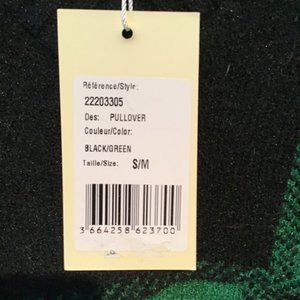 Référence/Style:
22203305
Des: PULLOVER
Couleur/Color:
BLACK/GREEN
Taille/Size: S/M
3 664258 623700